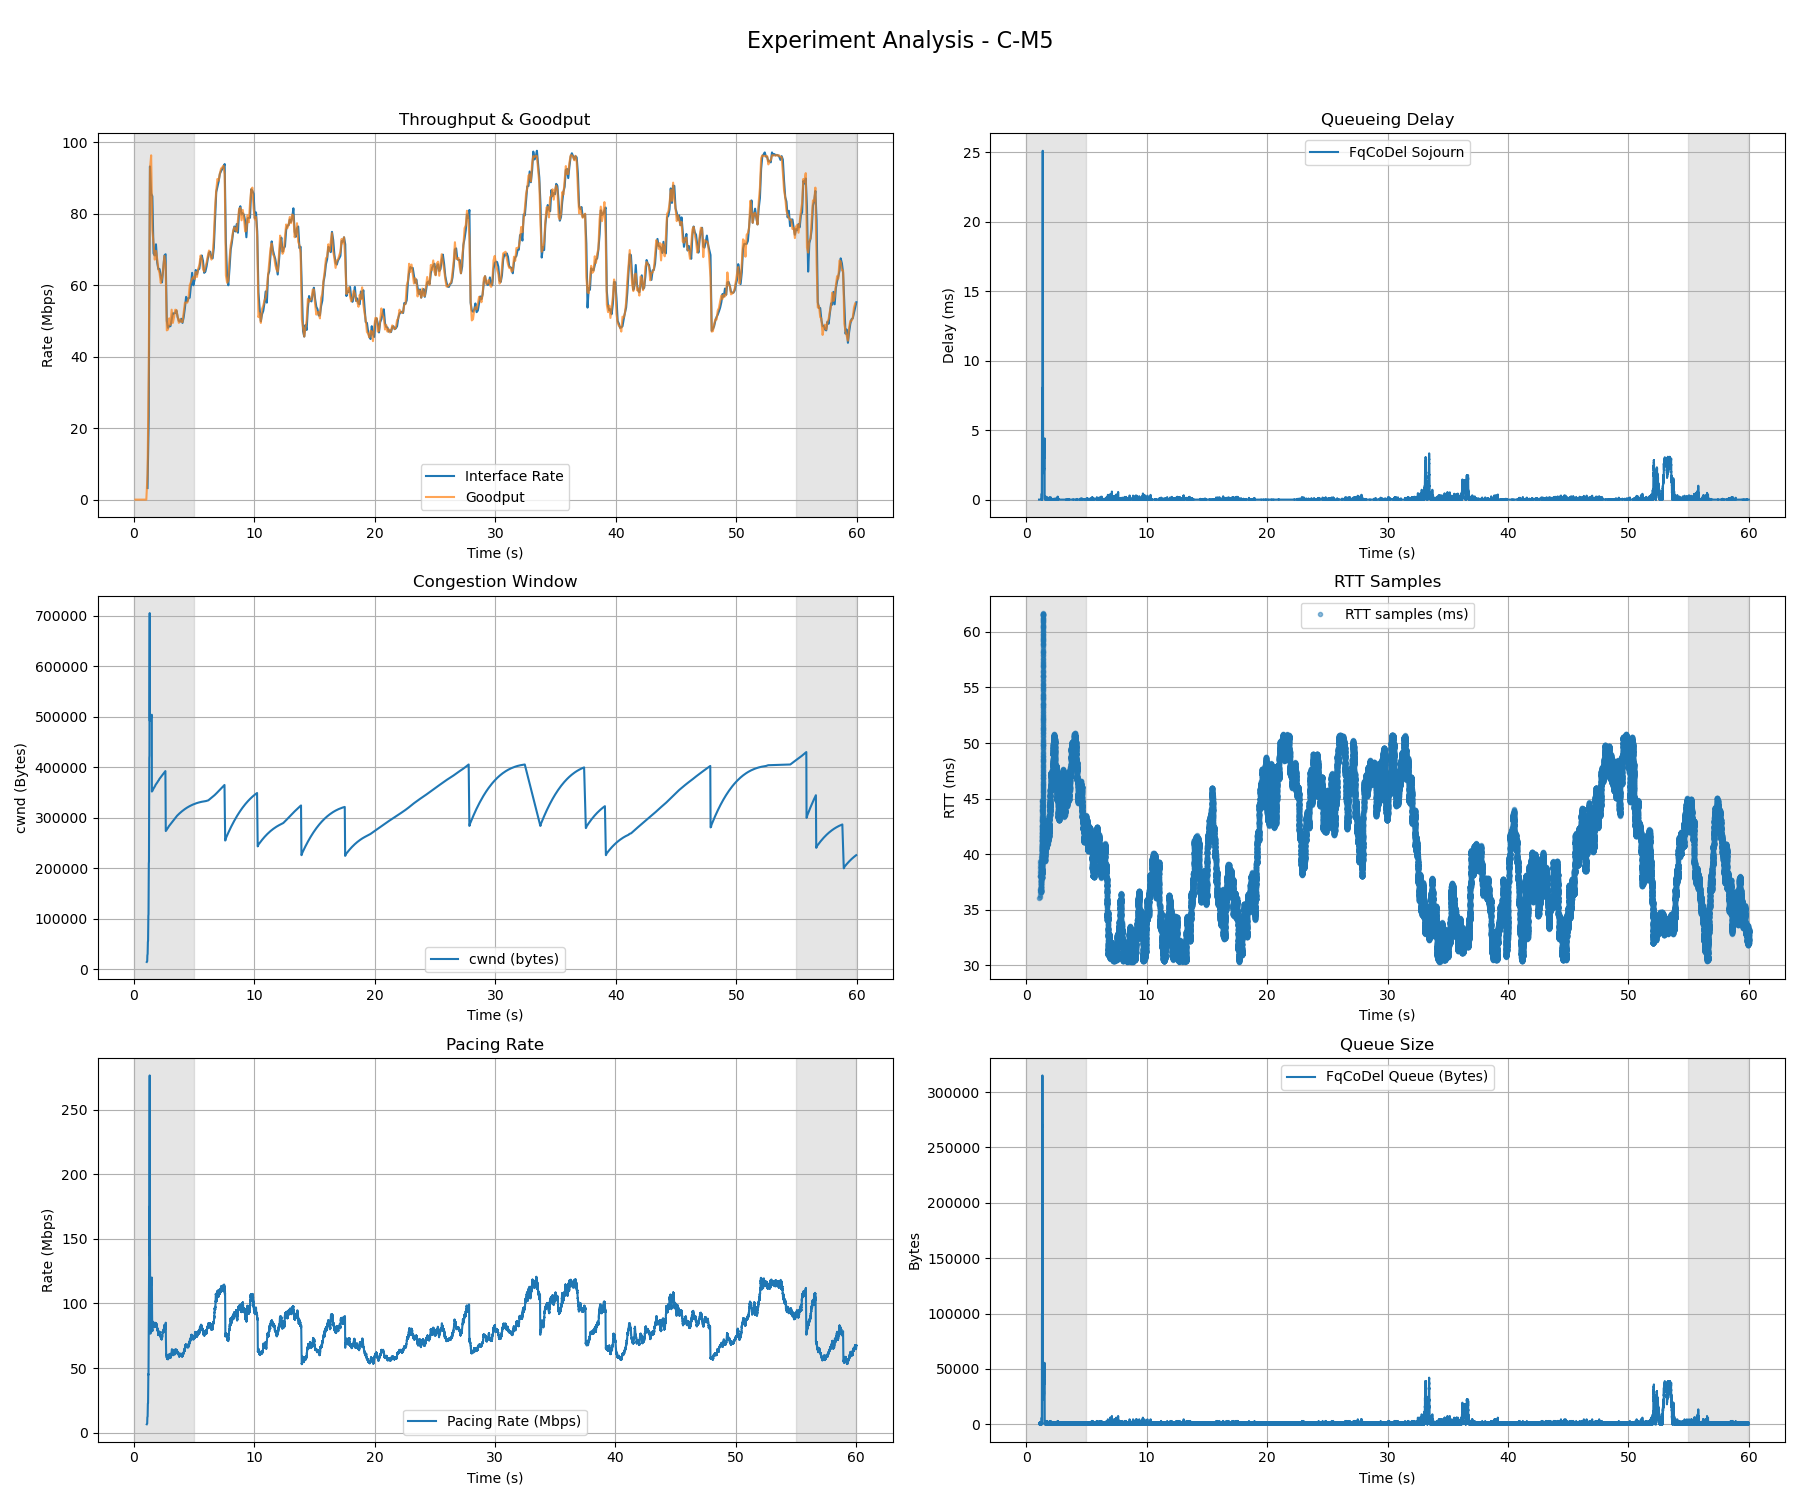 Experiment Analysis - C-M5
Throughput & Goodput
Rate (Mbps)
100
80
60
40
20
0
Interface Rate
Goodput
0 10 20 30 40 50 60
Time (s)
Queueing Delay
Delay (ms)
25
20
15
10
5
0
FqCoDel Sojourn
0 10 20 30 40 50 60
Time (s)
Congestion Window
cwnd (Bytes)
700000
600000
500000
400000
300000
200000
100000
0
cwnd (bytes)
0 10 20 30 40 50 60
Time (s)
RTT Samples
RTT (ms)
60
55
50
45
40
35
30
RTT samples (ms)
0 10 20 30 40 50 60
Time (s)
Pacing Rate
Rate (Mbps)
250
200
150
100
50
0
Pacing Rate (Mbps)
0 10 20 30 40 50 60
Time (s)
Queue Size
Bytes
300000
250000
200000
150000
100000
50000
0
FqCoDel Queue (Bytes)
0 10 20 30 40 50 60
Time (s)